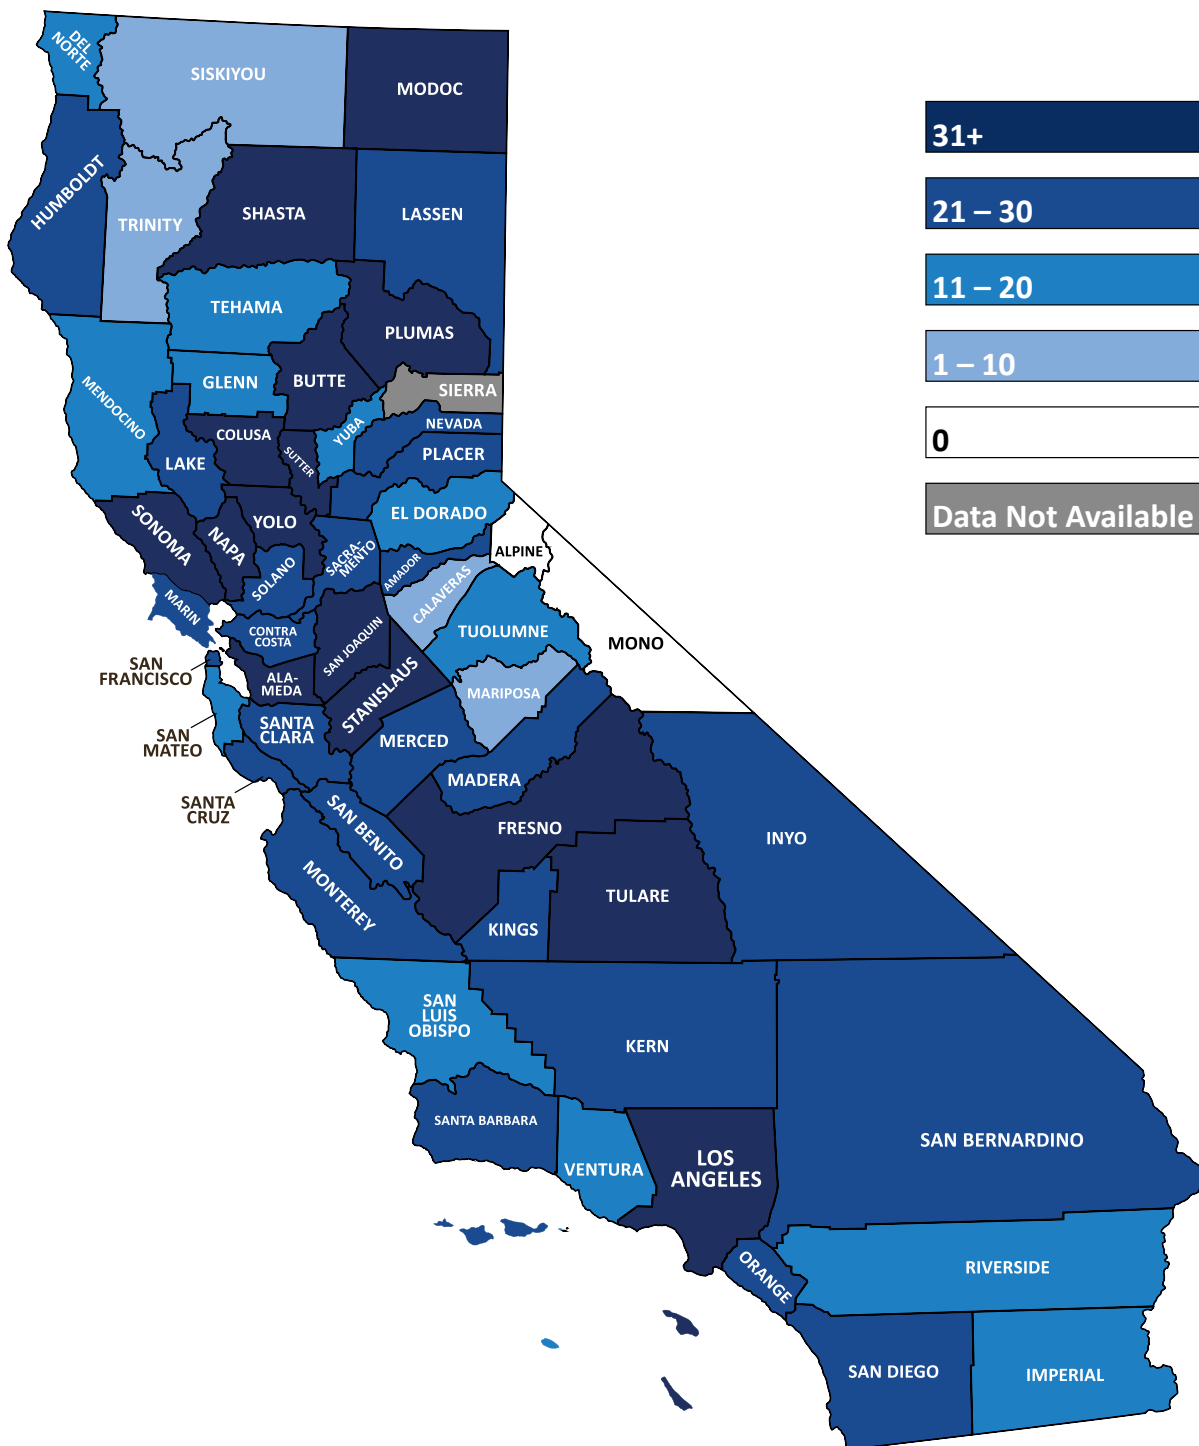 DEL
NORTE
SISKIYOU
MODOC
31+
HUMBOLDT
TRINITY
SHASTA
LASSEN
21 – 30
TEHAMA
PLUMAS
11 – 20
MENDOCINO
GLENN
BUTTE
SIERRA
1 – 10
COLUSA
SUTTER
YUBA
NEVADA
LAKE
PLACER
0
SONOMA
NAPA
YOLO
EL DORADO
Data Not Available
SOLANO
SACRA-
MENTO
AMADOR
ALPINE
MARIN
CALAVERAS
CONTRA
COSTA
SAN JOAQUIN
TUOLUMNE
MONO
SAN
FRANCISCO
ALA-
MEDA
STANISLAUS
MARIPOSA
SAN
MATEO
SANTA
CLARA
MERCED
MADERA
SANTA
CRUZ
SAN BENITO
FRESNO
INYO
MONTEREY
TULARE
KINGS
SAN
LUIS
OBISPO
KERN
SANTA BARBARA
SAN BERNARDINO
VENTURA
LOS
ANGELES
ORANGE
RIVERSIDE
SAN DIEGO
IMPERIAL